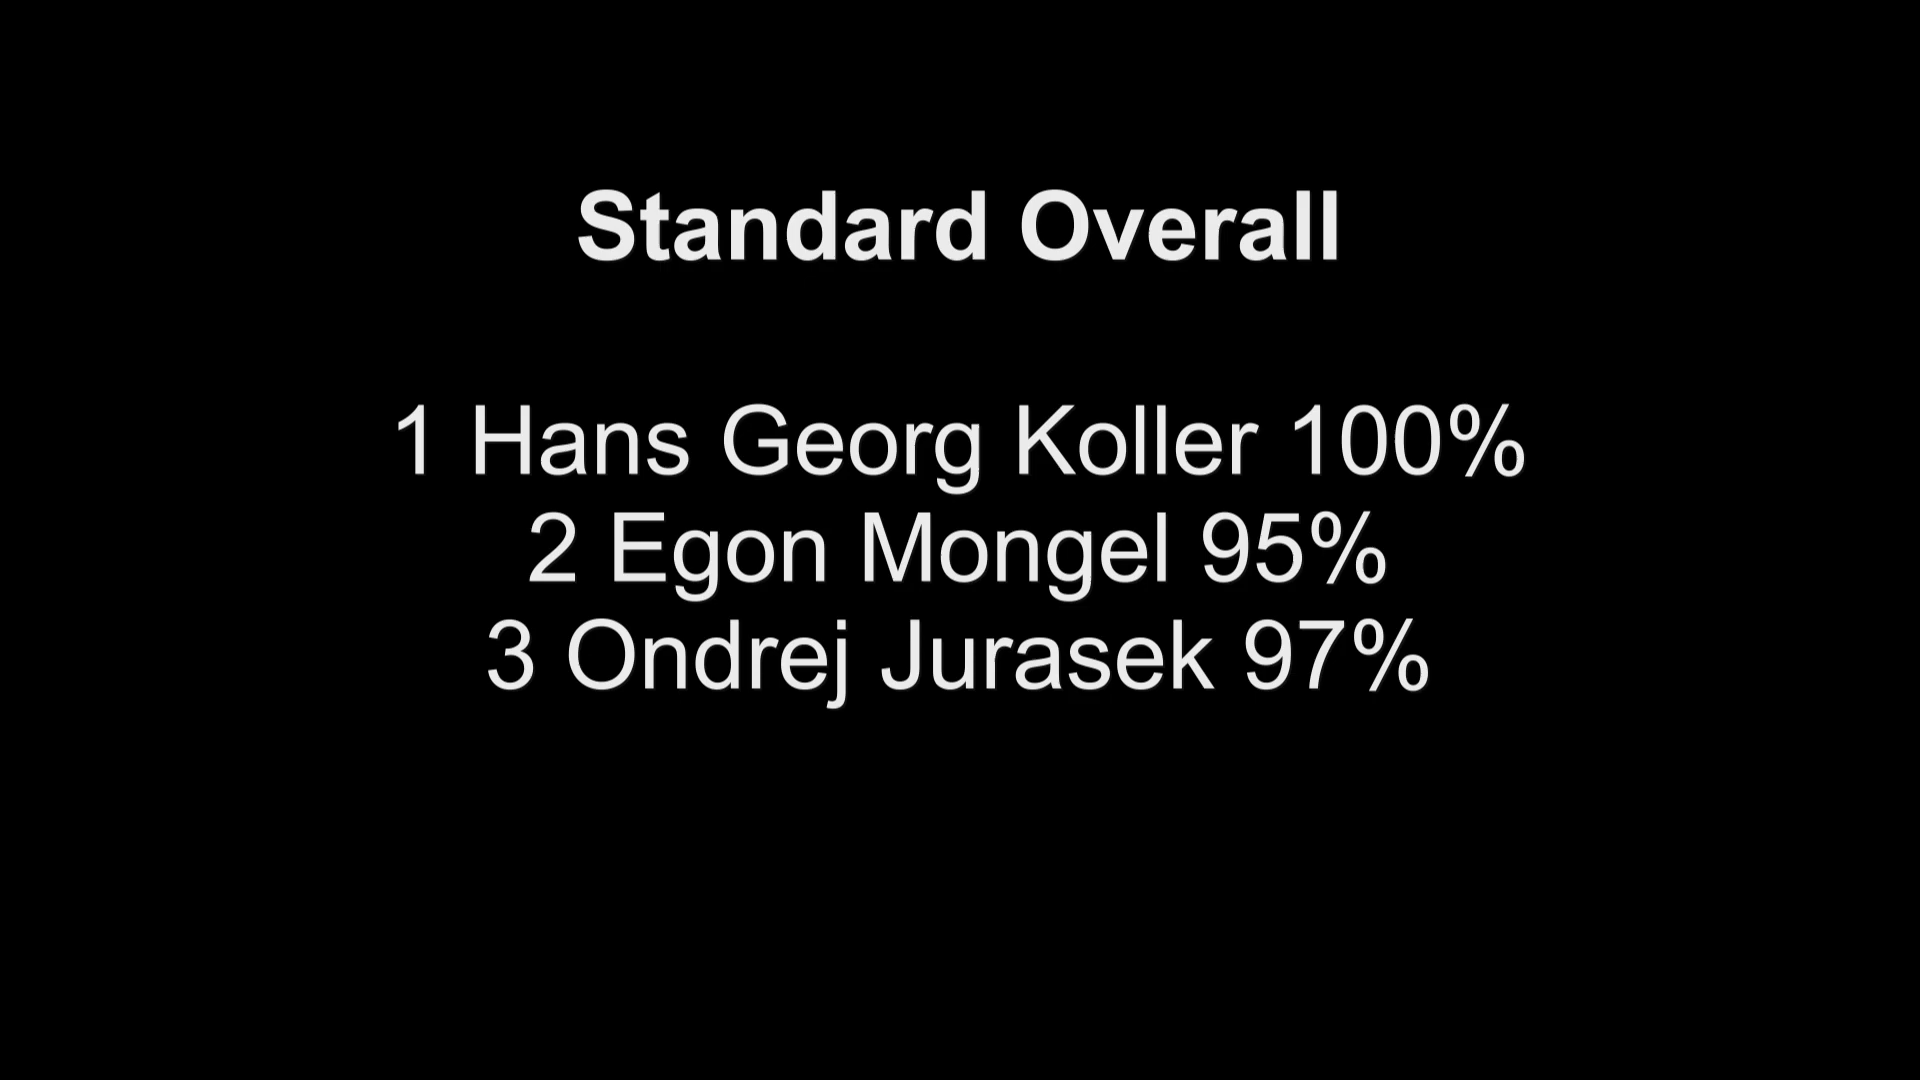 Standard Overall
1 Hans Georg Koller 100%
2 Egon Mongel 95%
3 Ondrej Jurasek 97%